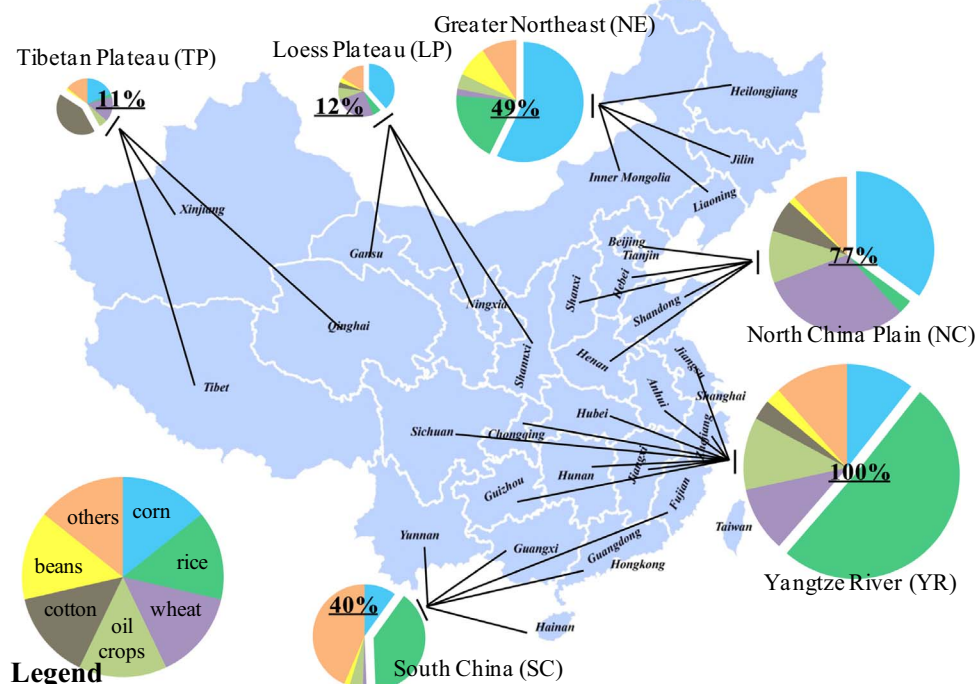 Greater Northeast (NE)
Tibetan Plateau (TP)
Loess Plateau (LP)
11%
12%
49%
Heilongjiang
Jilin
Inner Mongolia
Liaoning
Xinjiang
Gansu
Beijing
Tianjin
Hebei
77%
Shanxi
Ningxia
Shandong
Qinghai
North China Plain (NC)
Henan
Shannxi
Jiangsu
Tibet
Anhui
Shanghai
Hubei
Sichuan
Chongqing
Zhejiang
Jiangxi
Hunan
100%
Guizhou
Fujian
others
corn
Taiwan
Yunnan
Guangxi
Guangdong
Hongkong
beans
rice
Yangtze River (YR)
cotton
wheat
40%
oil
crops
Hainan
South China (SC)
Legend